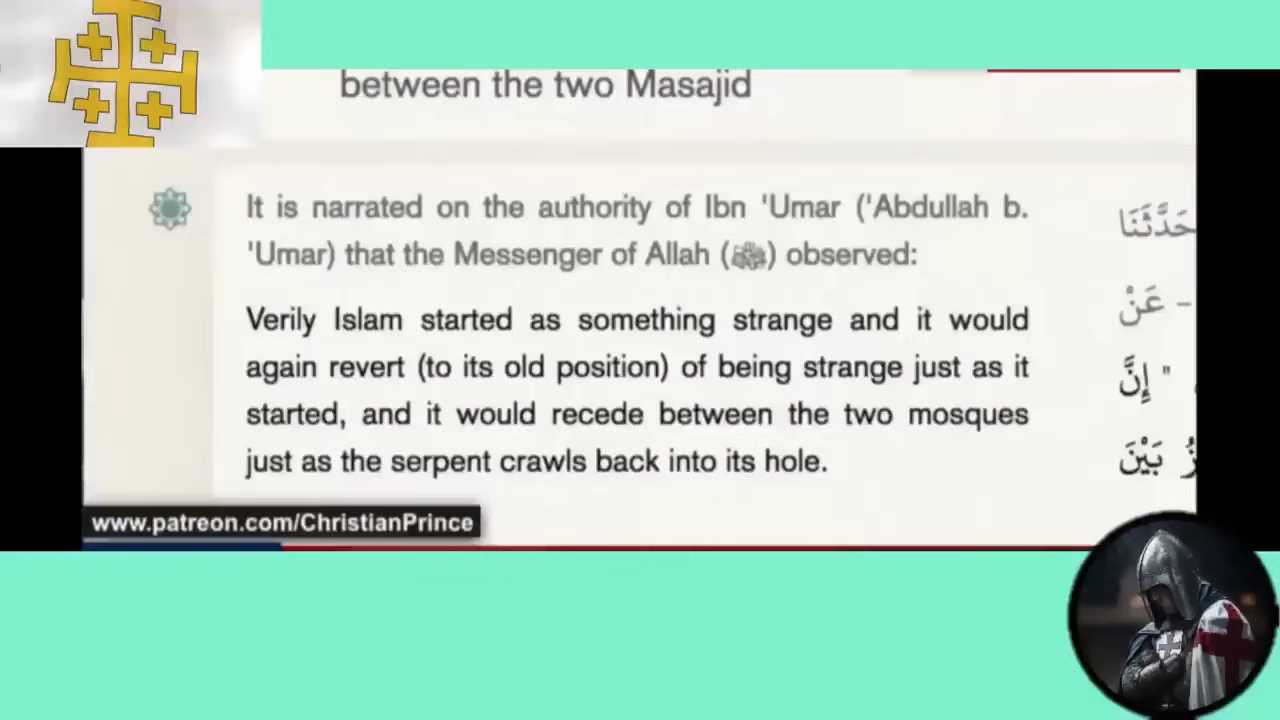 between the two Masajid
It is narrated on the authority of Ibn 'Umar ('Abdullah b.
'Umar) that the Messenger of Allah (ﷺ) observed:
Verily Islam started as something strange and it would
again revert (to its old position) of being strange just as it
started, and it would recede between the two mosques
just as the serpent crawls back into its hole.
حَدَّثَنَا
- عَنْ
" إِنَّ
بَيْنَ
www.patreon.com/ChristianPrince